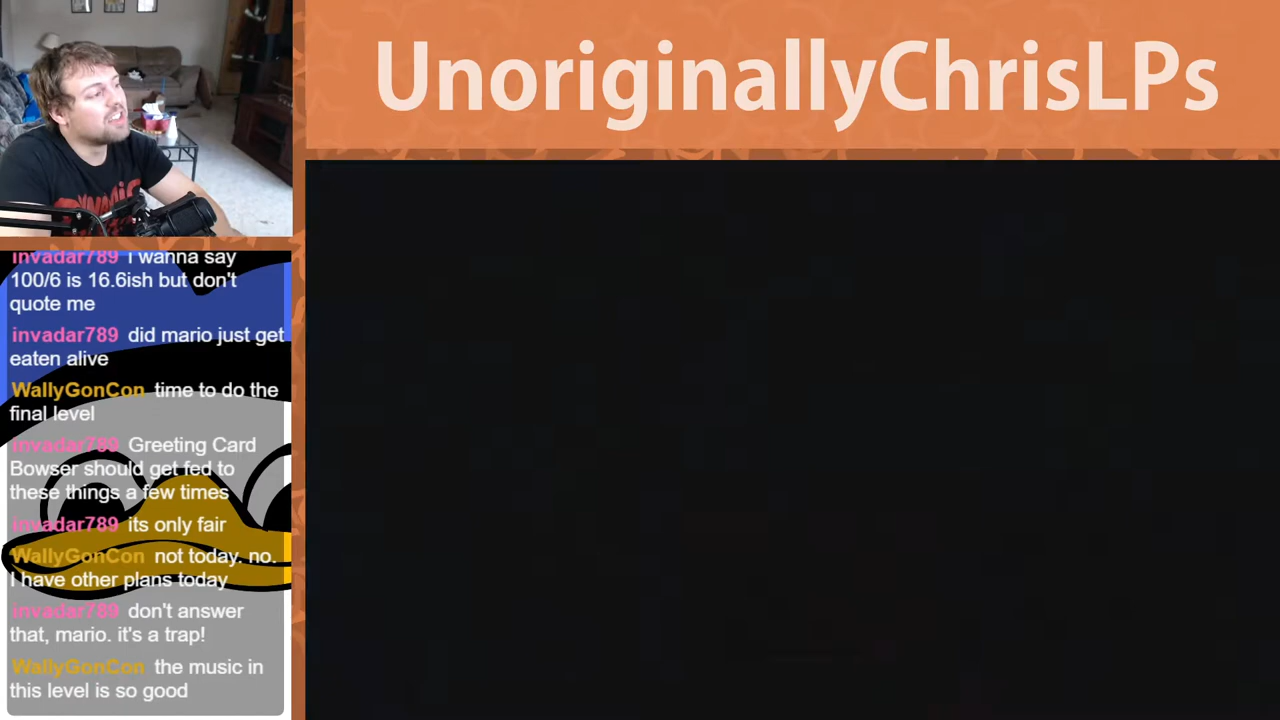 UnoriginallyChrisLPs
invadar789 i wanna say
100/6 is 16.6ish but don't
quote me
invadar789 did mario just get
eaten alive
WallyGonCon time to do the
final level
invadar789 Greeting Card
Bowser should get fed to
these things a few times
invadar789 its only fair
WallyGonCon not today. no.
I have other plans today
invadar789 don't answer
that, mario. it's a trap!
WallyGonCon the music in
this level is so good